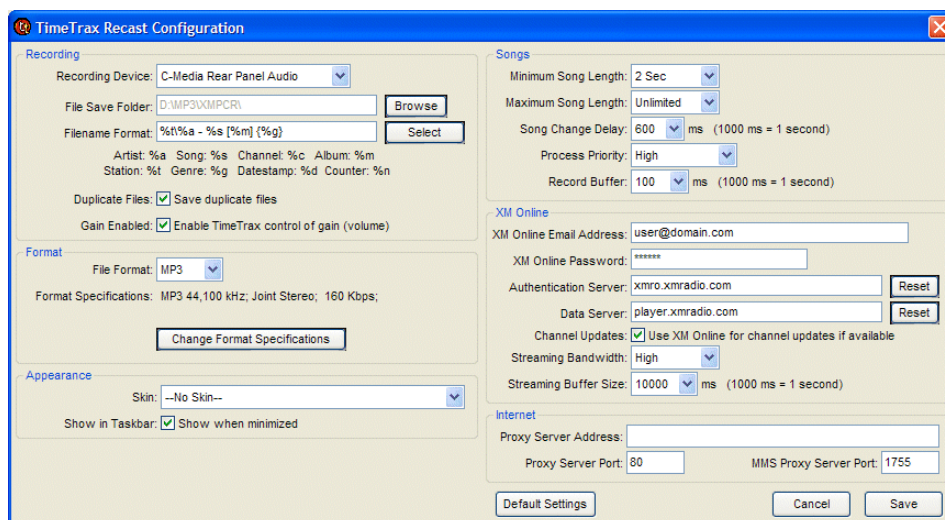 TimeTrax Recast Configuration
Recording
Recording Device: C-Media Rear Panel Audio
File Save Folder: D:\MP3\XMPCR\ Browse
Filename Format: %t\%a - %s [%m] {%g} Select
Artist: %a Song: %s Channel: %c Album: %m
Station: %t Genre: %g Datestamp: %d Counter: %n
Duplicate Files: Save duplicate files
Gain Enabled: Enable TimeTrax control of gain (volume)
Format
File Format: MP3
Format Specifications: MP3 44,100 kHz; Joint Stereo; 160 Kbps;
Change Format Specifications
Appearance
Skin: --No Skin--
Show in Taskbar: Show when minimized
Songs
Minimum Song Length: 2 Sec
Maximum Song Length: Unlimited
Song Change Delay: 600 ms (1000 ms = 1 second)
Process Priority: High
Record Buffer: 100 ms (1000 ms = 1 second)
XM Online
XM Online Email Address: user@domain.com
XM Online Password: ******
Authentication Server: xmro.xmradio.com Reset
Data Server: player.xmradio.com Reset
Channel Updates: Use XM Online for channel updates if available
Streaming Bandwidth: High
Streaming Buffer Size: 10000 ms (1000 ms = 1 second)
Internet
Proxy Server Address:
Proxy Server Port: 80 MMS Proxy Server Port: 1755
Default Settings Cancel Save